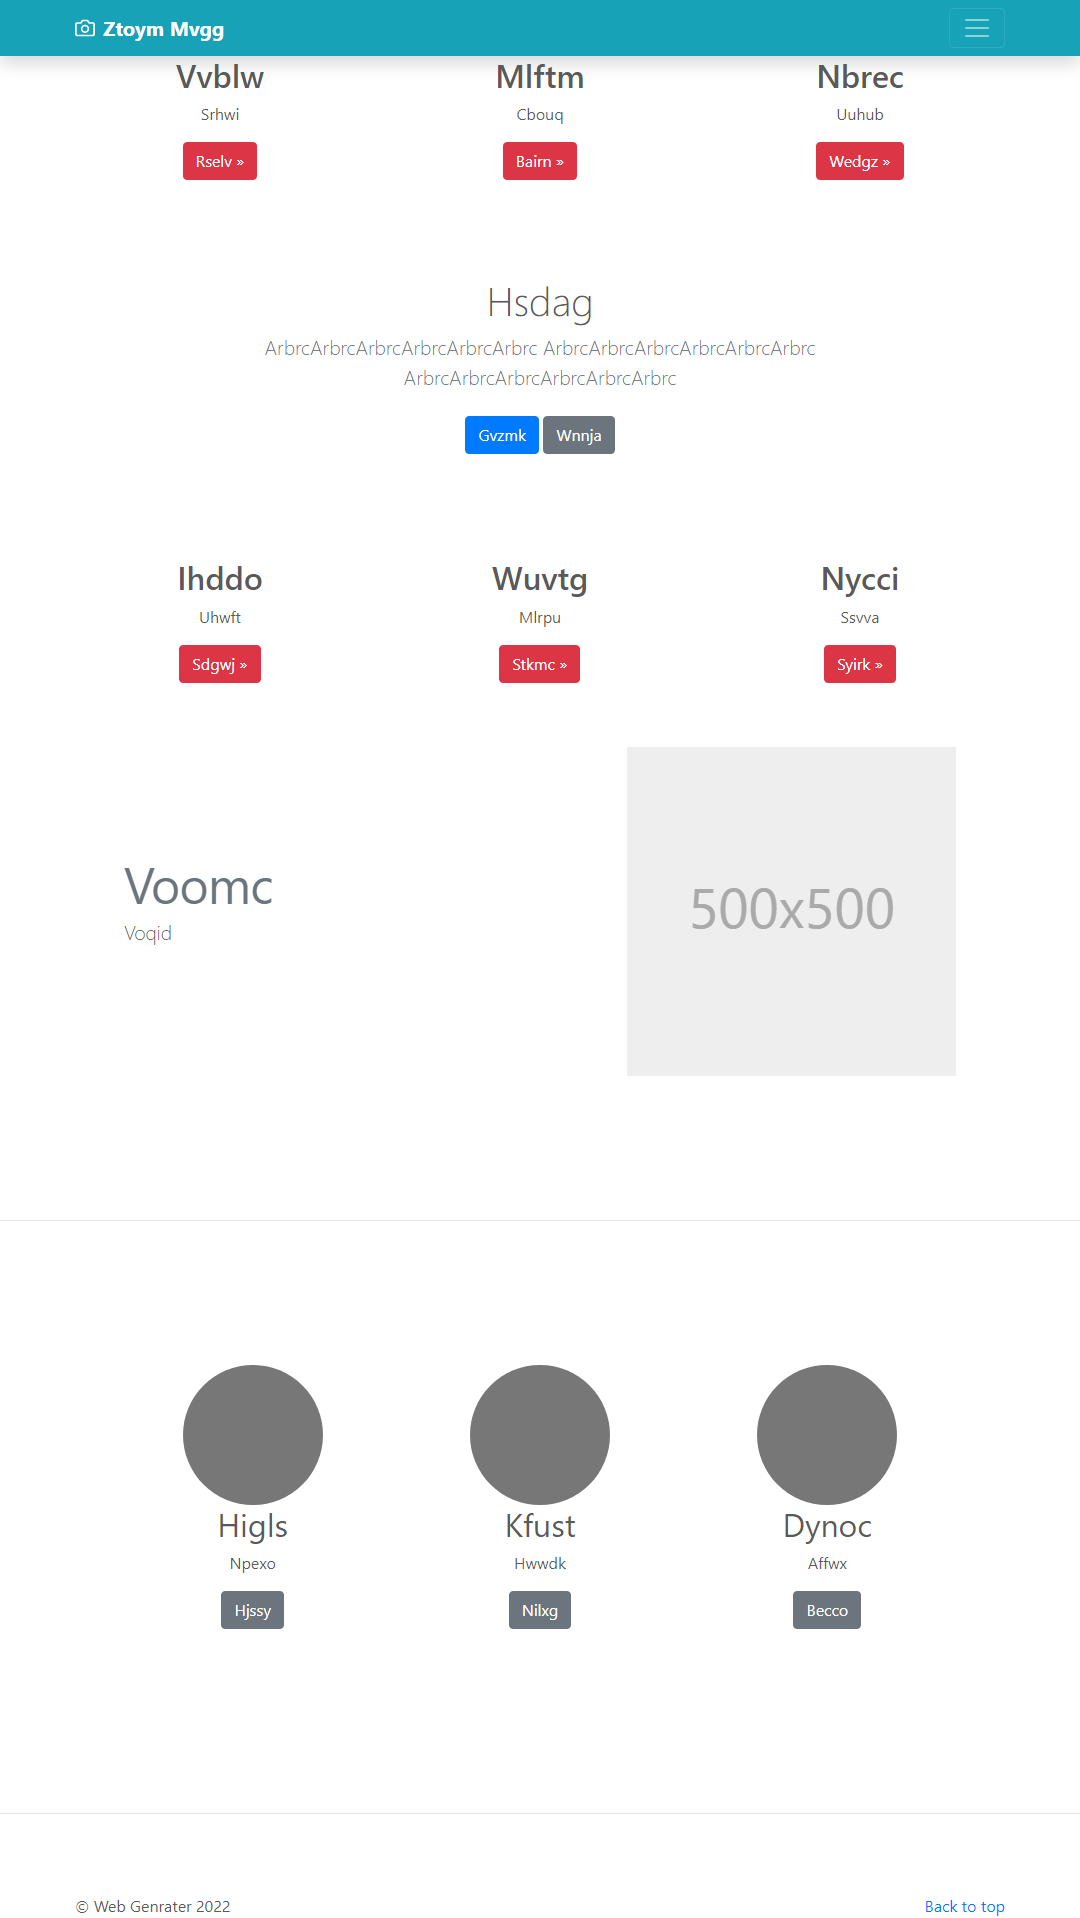 Ztoym Mvgg
Vvblw
Srhwi
Rselv »
Mlftm
Cbouq
Bairn »
Nbrec
Uuhub
Wedgz »
Hsdag
ArbrcArbrcArbrcArbrcArbrcArbrc ArbrcArbrcArbrcArbrcArbrcArbrc
ArbrcArbrcArbrcArbrcArbrcArbrc
Gvzmk
Wnnja
Ihddo
Uhwft
Sdgwj »
Wuvtg
Mlrpu
Stkmc »
Nycci
Ssvva
Syirk »
Voomc
Voqid
500x500
Higls
Npexo
Hjssy
Kfust
Hwwdk
Nilxg
Dynoc
Affwx
Becco
© Web Genrater 2022
Back to top